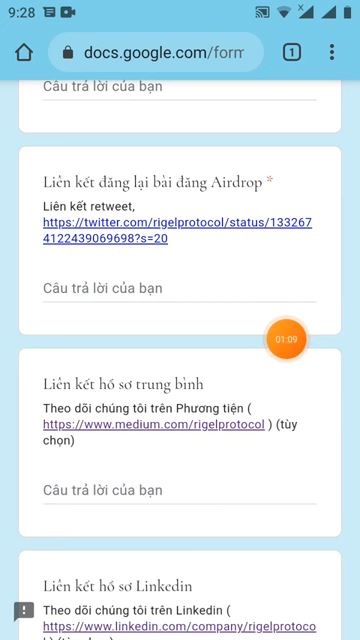 9:28
docs.google.com/form
1
Câu trả lời của bạn
Liên kết đăng lại bài đăng Airdrop *
Liên kết retweet,
https://twitter.com/rigelprotocol/status/133267
4122439069698?s=20
Câu trả lời của bạn
01:09
Liên kết hồ sơ trung bình
Theo dõi chúng tôi trên Phương tiện (
https://www.medium.com/rigelprotocol ) (tùy
chọn)
Câu trả lời của bạn
Liên kết hồ sơ Linkedin
Theo dõi chúng tôi trên Linkedin (
https://www.linkedin.com/company/rigelprotoco